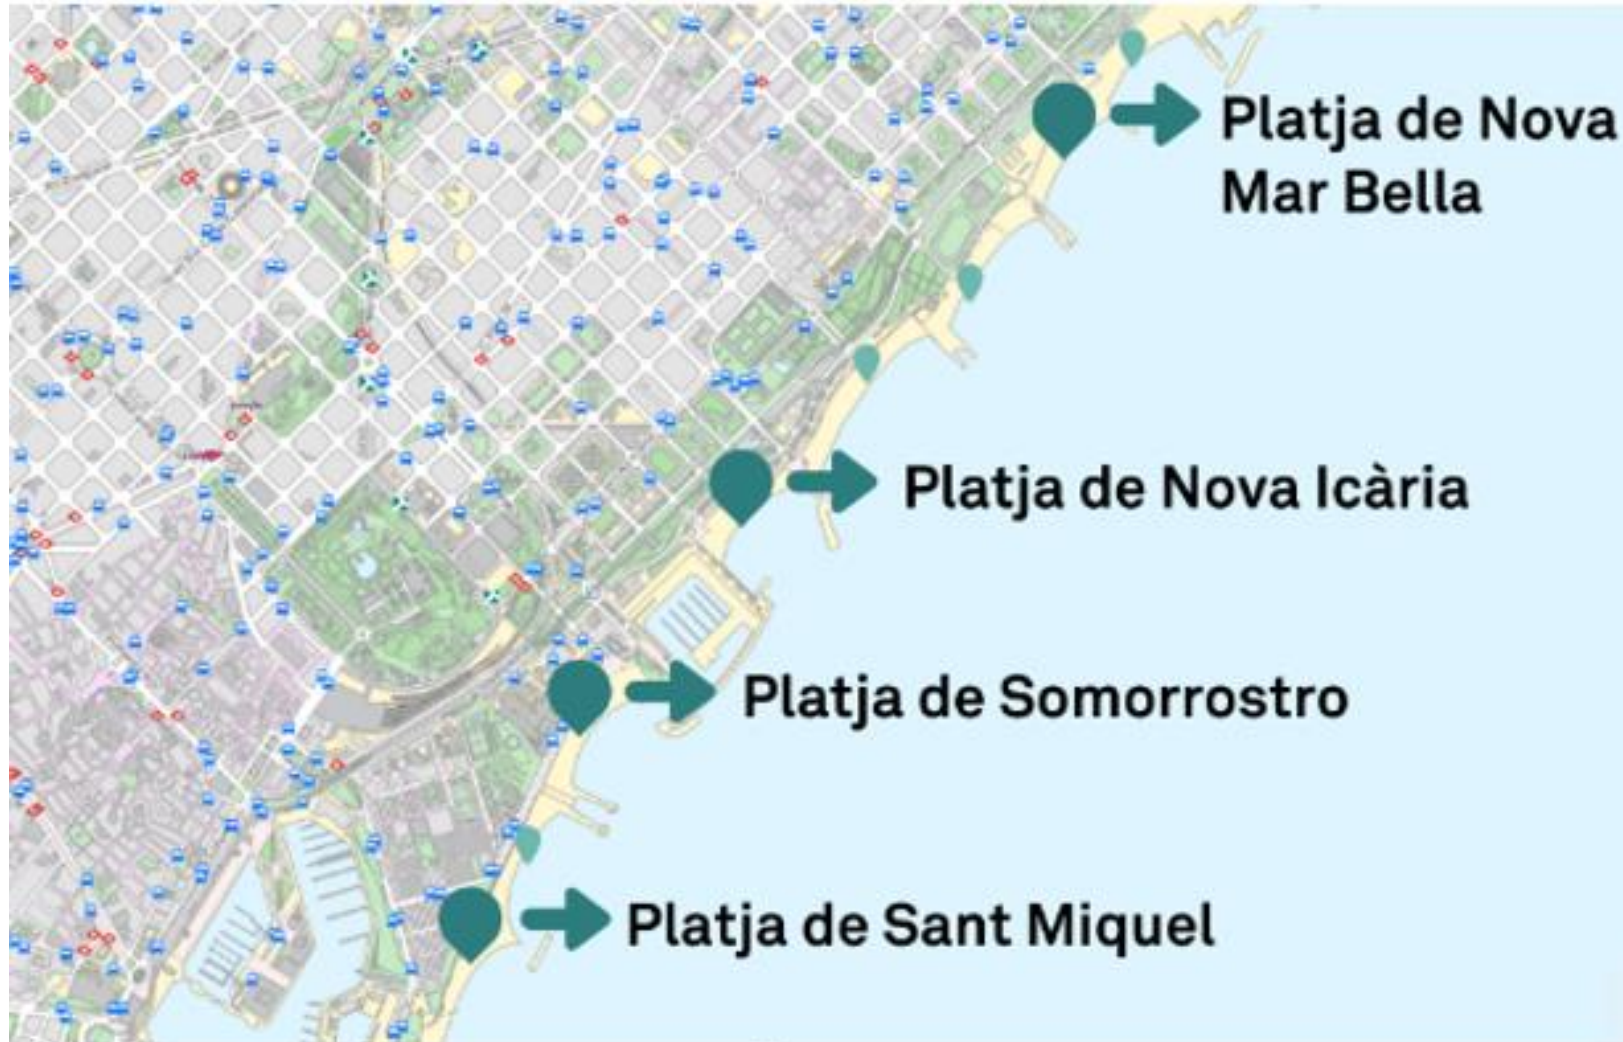 Platja de Nova
Mar Bella
Platja de Nova Icària
Platja de Somorrostro
Platja de Sant Miquel